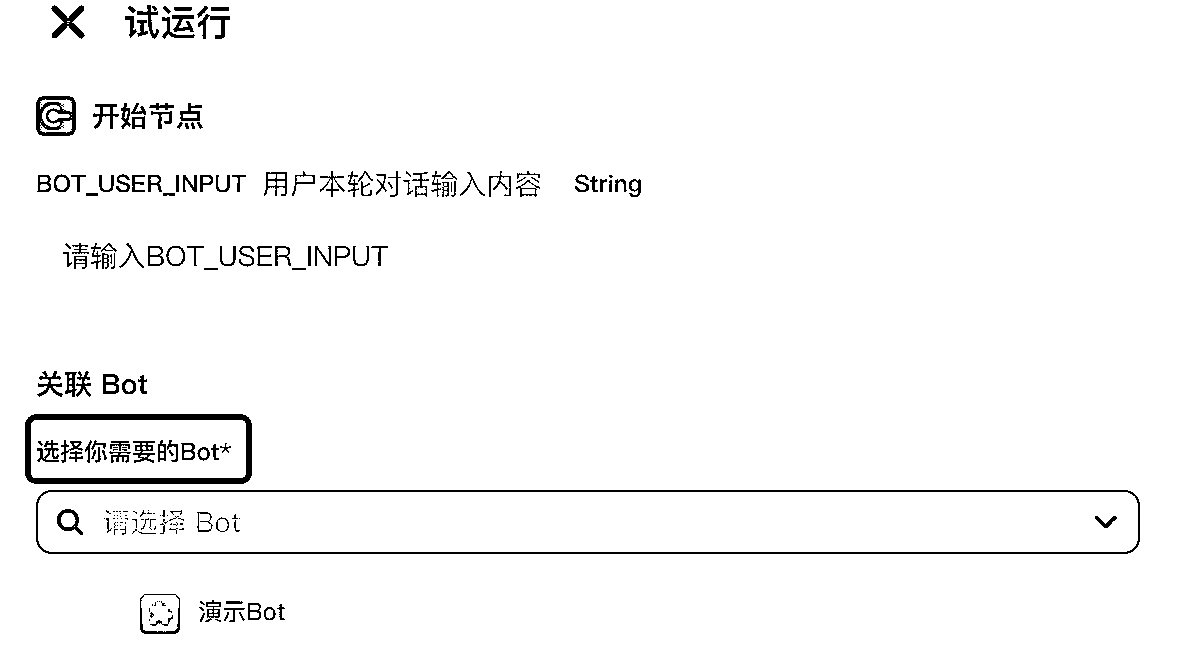 试运行
开始节点
BOT_USER_INPUT 用户本轮对话输入内容 String
请输入BOT_USER_INPUT
关联 Bot
选择你需要的Bot*
请选择 Bot
演示Bot